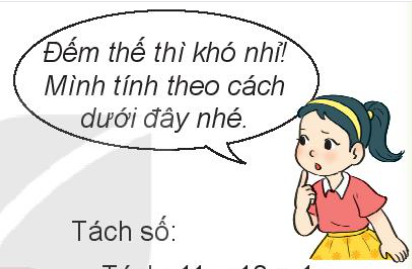 Đếm thế thì khó nhỉ!
Mình tính theo cách
dưới đây nhé.
Tách số: